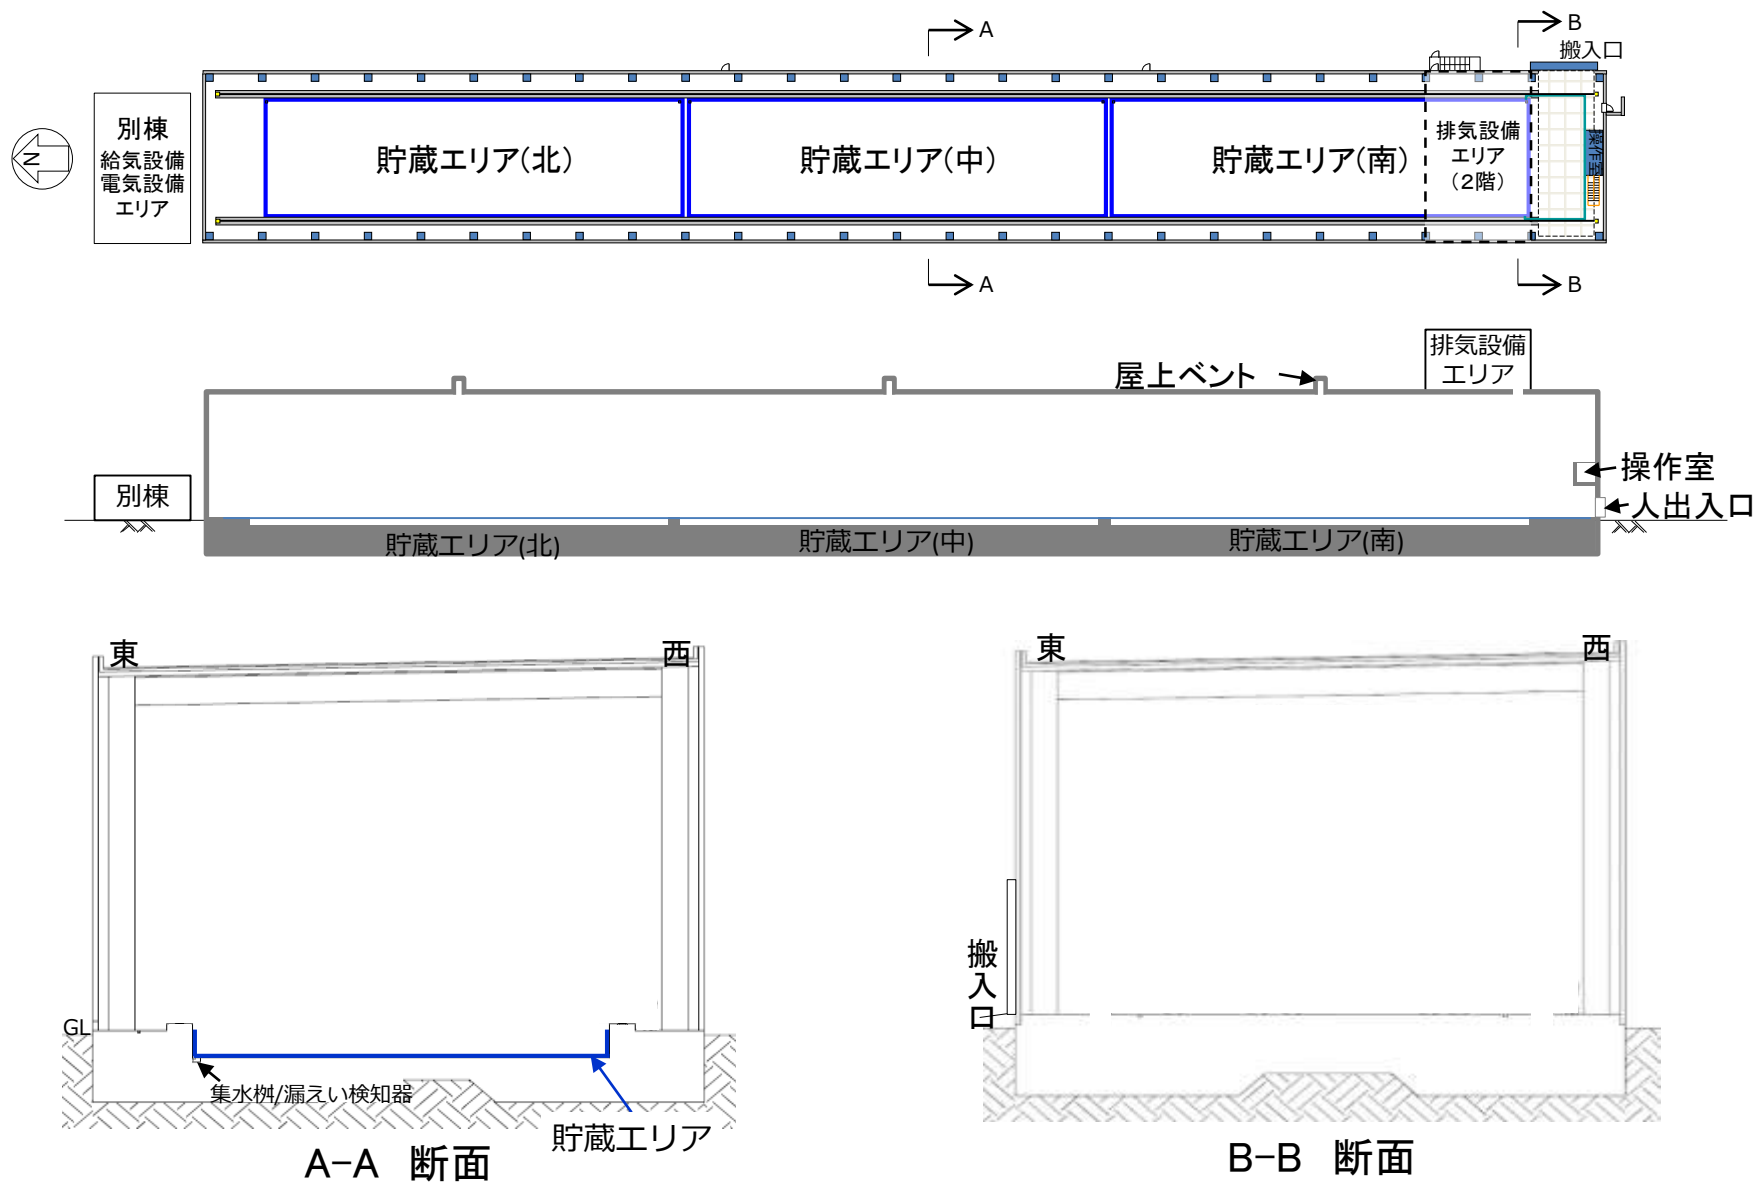 A
B
搬入口
別棟
給気設備
電気設備
エリア
N
貯蔵エリア(北)
貯蔵エリア(中)
貯蔵エリア(南)
排気設備
エリア
(2階)
操作室
A
B
排気設備
エリア
屋上ベント
操作室
人出入口
別棟
貯蔵エリア(北)
貯蔵エリア(中)
貯蔵エリア(南)
東
西
GL
集水桝/漏えい検知器
貯蔵エリア
A-A 断面
東
西
搬入口
B-B 断面